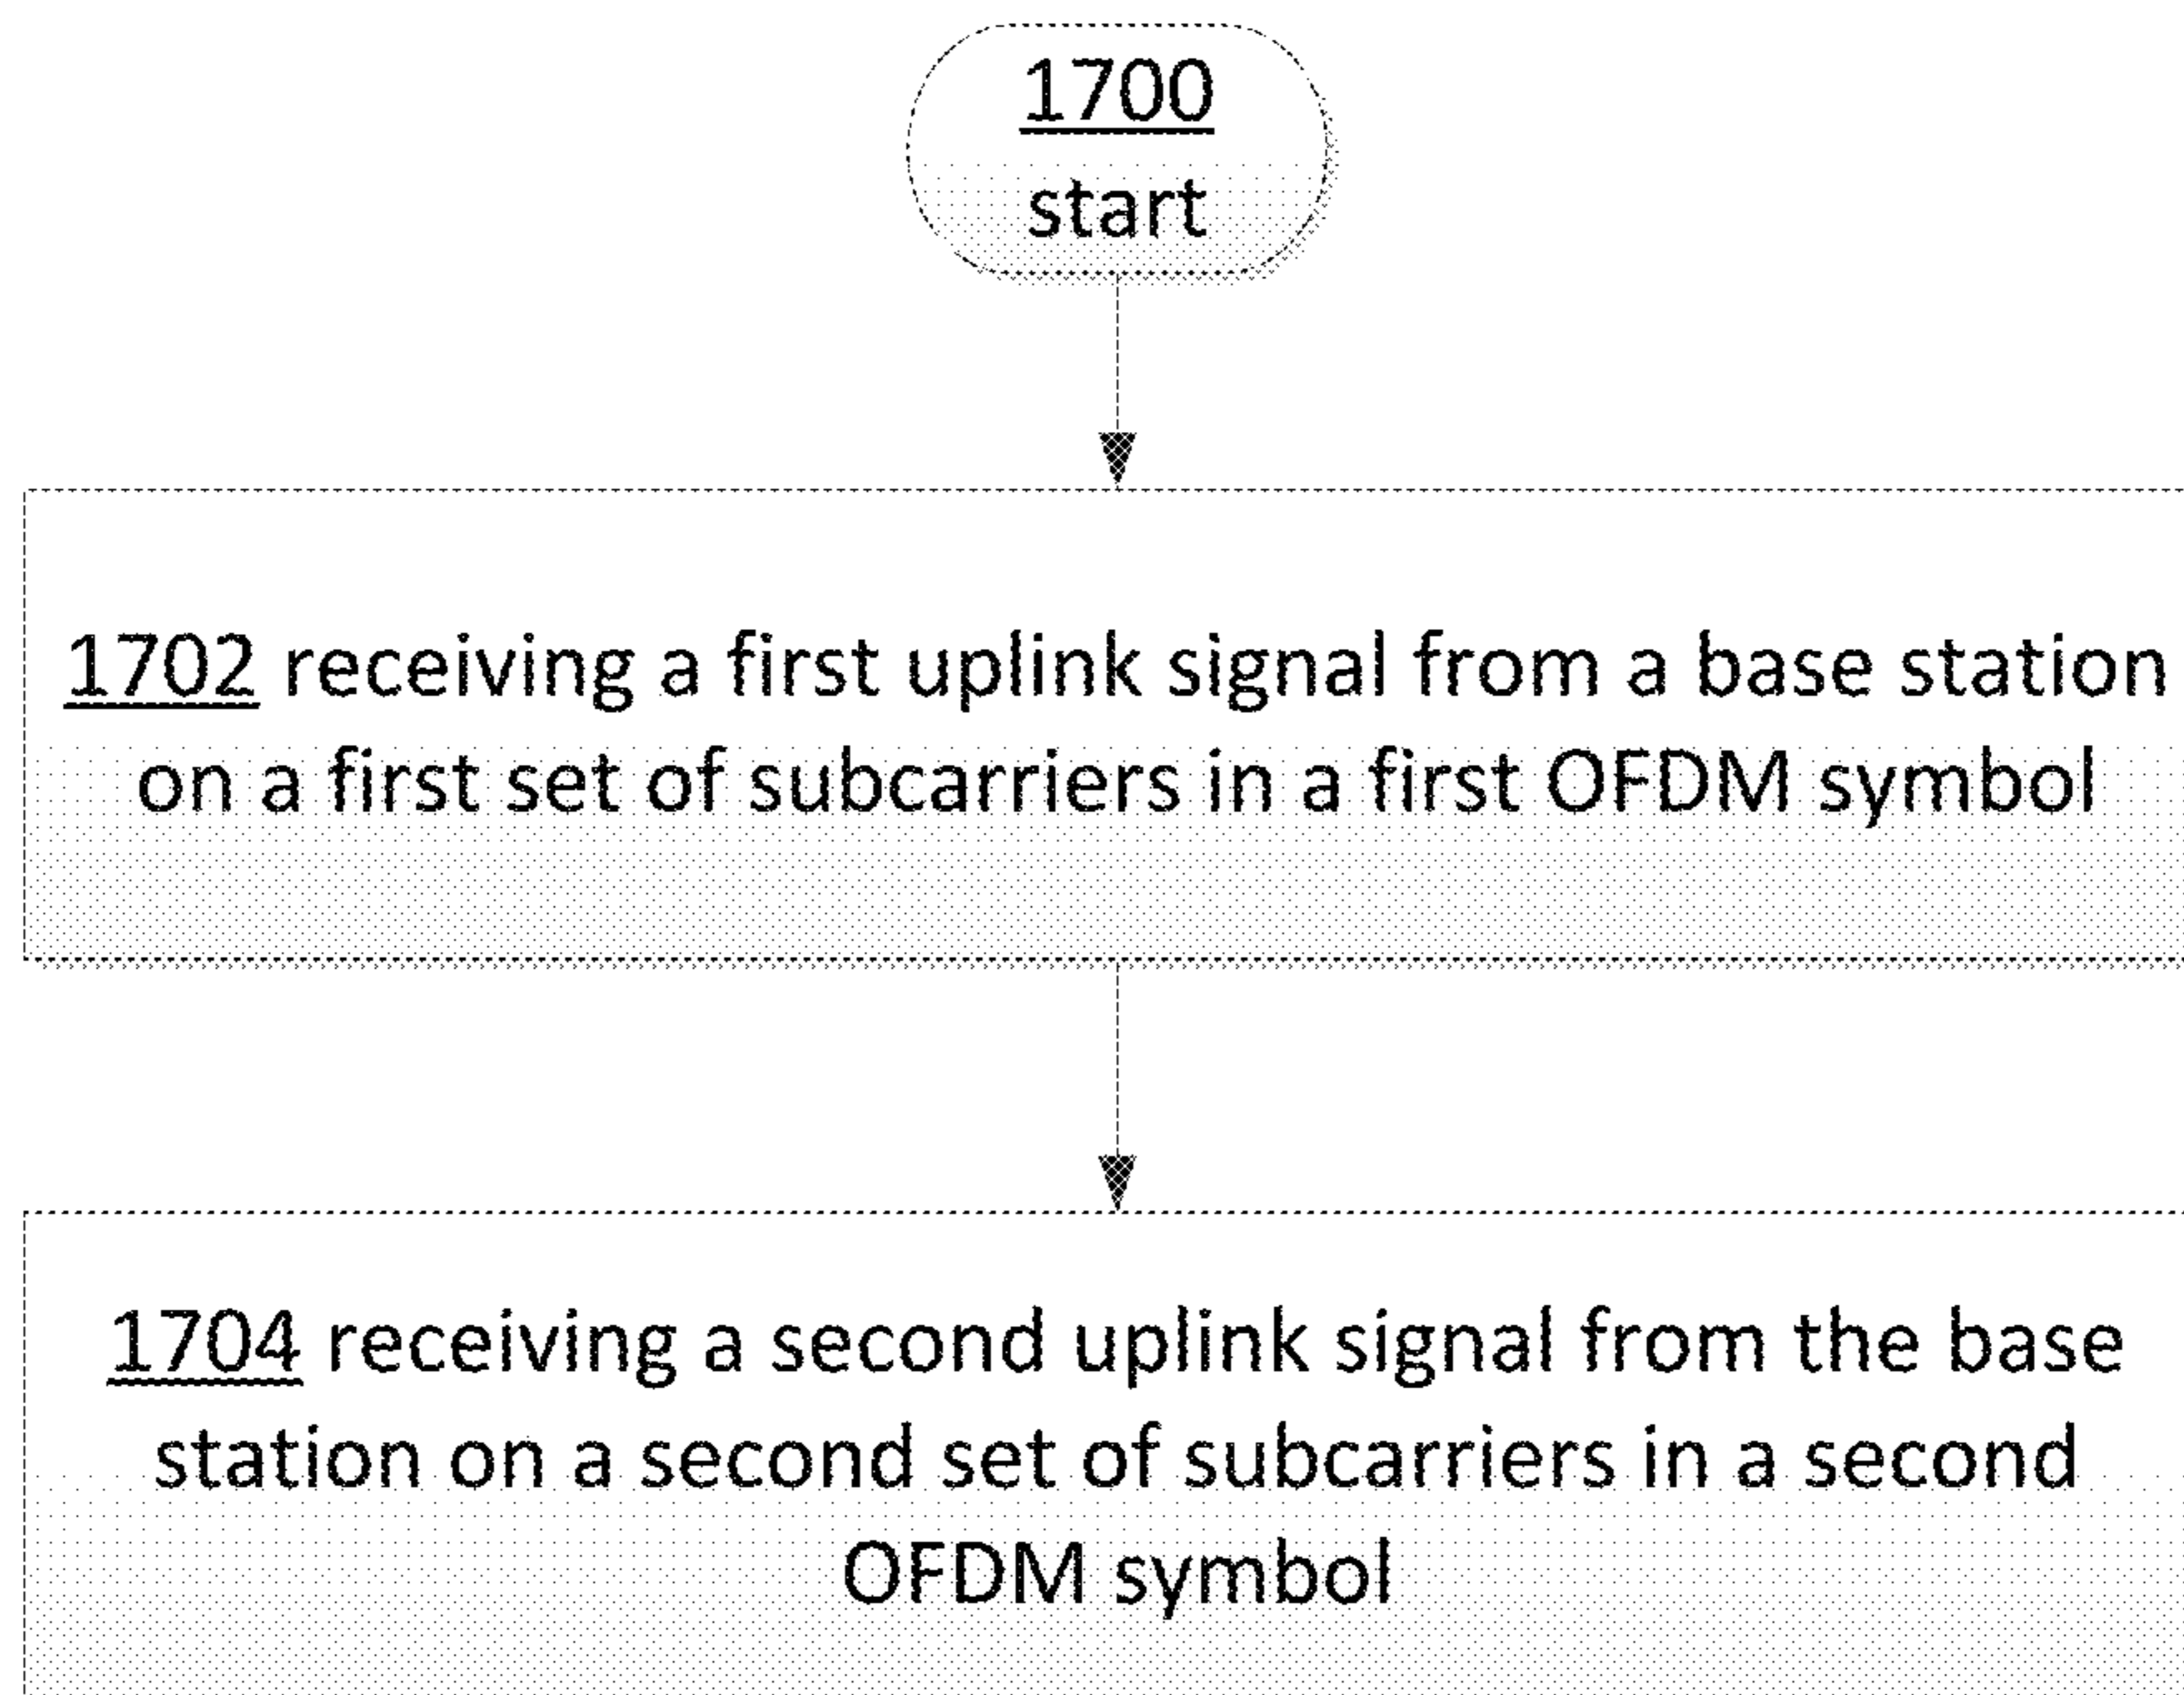 1700
start
1702 receiving a first uplink signal from a base station
on a first set of subcarriers in a first OFDM symbol
1704 receiving a second uplink signal from the base
station on a second set of subcarriers in a second
OFDM symbol